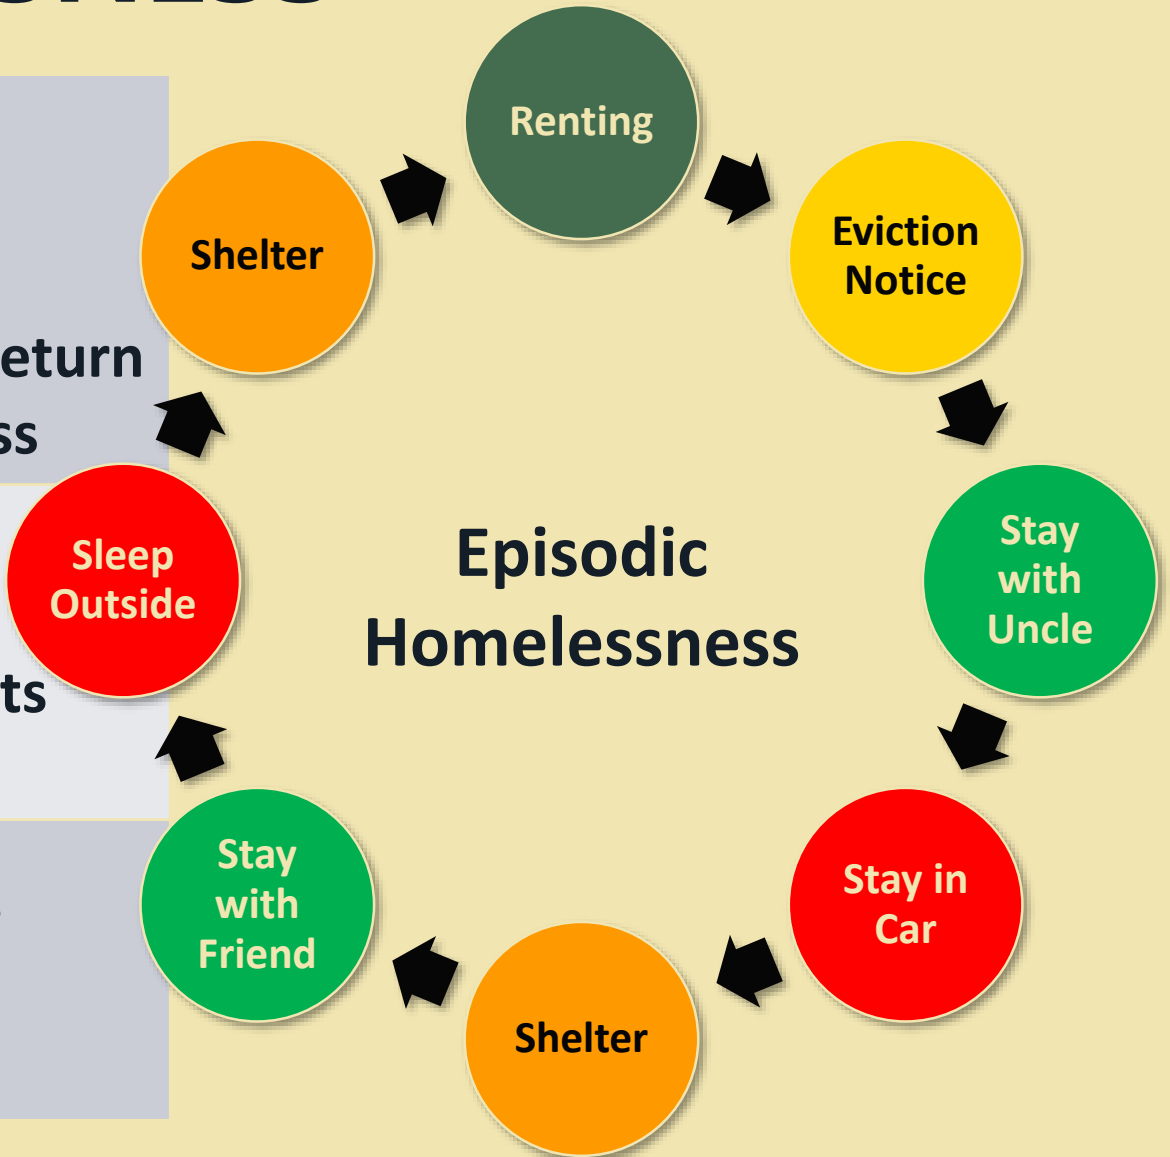 Renting
Eviction
Notice
Stay
with
Uncle
Stay in
Car
Shelter
Stay
with
Friend
Sleep
Outside
Shelter
Episodic
Homelessness
eturn
ss
ts